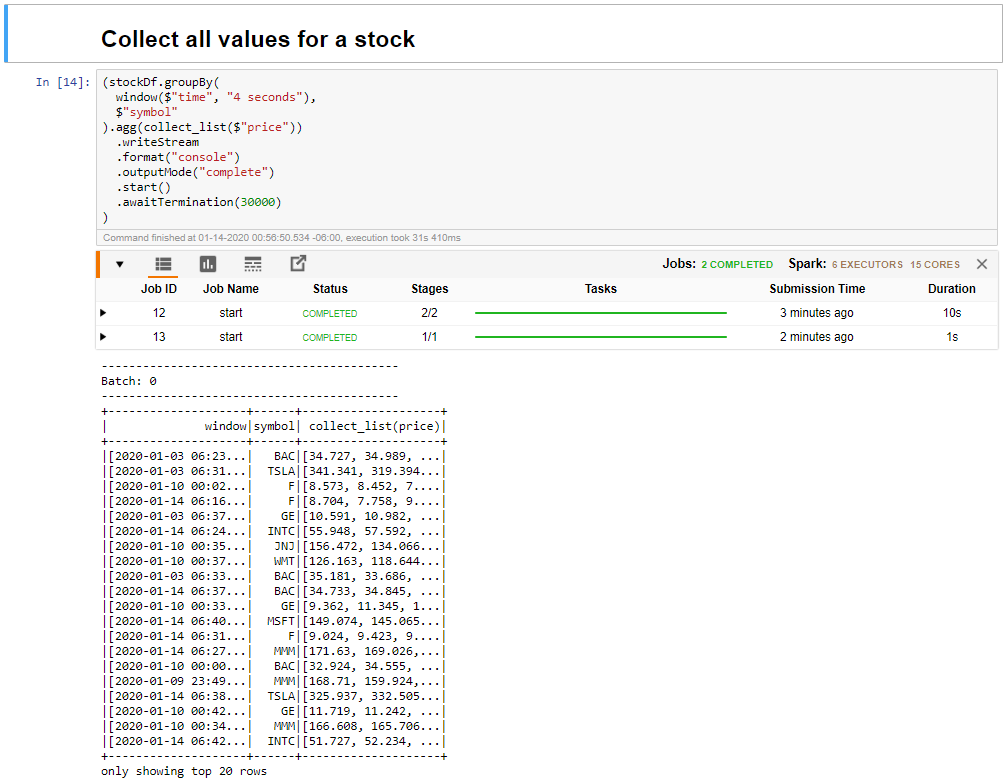 Collect all values for a stock
In [14]:
(stockDf.groupBy(
  window($"time", "4 seconds"),
  $"symbol"
).agg(collect_list($"price"))
  .writeStream
  .format("console")
  .outputMode("complete")
  .start()
  .awaitTermination(30000)
)
Command finished at 01-14-2020 00:56:50.534 -06:00, execution took 31s 410ms
Jobs: 2 COMPLETED Spark: 6 EXECUTORS 15 CORES
Job ID Job Name Status Stages Tasks Submission Time Duration
12 start COMPLETED 2/2 3 minutes ago 10s
13 start COMPLETED 1/1 2 minutes ago 1s
-------------------------------------------
Batch: 0
-------------------------------------------
+--------------------+------+--------------------+
|              window|symbol| collect_list(price)|
+--------------------+------+--------------------+
|[2020-01-03 06:23...|   BAC|[34.727, 34.989, ...|
|[2020-01-03 06:31...|  TSLA|[341.341, 319.394...|
|[2020-01-10 00:02...|     F|[8.573, 8.452, 7....|
|[2020-01-14 06:16...|     F|[8.704, 7.758, 9....|
|[2020-01-03 06:37...|    GE|[10.591, 10.982, ...|
|[2020-01-14 06:24...|  INTC|[55.948, 57.592, ...|
|[2020-01-10 00:35...|   JNJ|[156.472, 134.066...|
|[2020-01-10 00:37...|   WMT|[126.163, 118.644...|
|[2020-01-03 06:33...|   BAC|[35.181, 33.686, ...|
|[2020-01-14 06:37...|   BAC|[34.733, 34.845, ...|
|[2020-01-10 00:33...|    GE|[9.362, 11.345, 1...|
|[2020-01-14 06:40...|  MSFT|[149.074, 145.065...|
|[2020-01-14 06:31...|     F|[9.024, 9.423, 9....|
|[2020-01-14 06:27...|   MMM|[171.63, 169.026,...|
|[2020-01-10 00:00...|   BAC|[32.924, 34.555, ...|
|[2020-01-09 23:49...|   MMM|[168.71, 159.924,...|
|[2020-01-14 06:38...|  TSLA|[325.937, 332.505...|
|[2020-01-10 00:42...|    GE|[11.719, 11.242, ...|
|[2020-01-10 00:34...|   MMM|[166.608, 165.706...|
|[2020-01-14 06:42...|  INTC|[51.727, 52.234, ...|
+--------------------+------+--------------------+
only showing top 20 rows